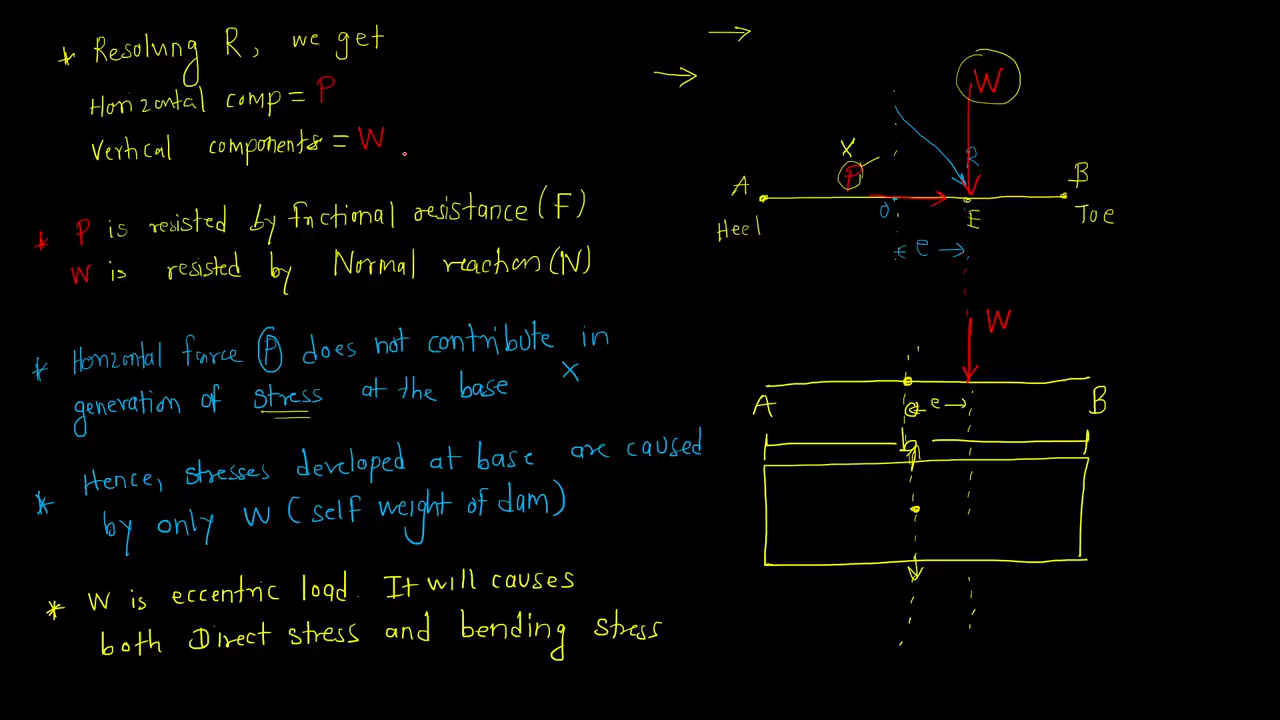 * Resolving R, we get
Horizontal comp = P
Vertical components = W
* P is resisted by frictional resistance (F)
W is resisted by Normal reaction (N)
* Horizontal force P does not contribute in
generation of stress at the base X
* Hence, stresses developed at base are caused
by only W (self weight of dam)
* W is eccentric load. It will causes
both Direct stress and bending stress
W
R
X
P
A
B
Heel
O
E
Toe
e
W
A
e
B
b